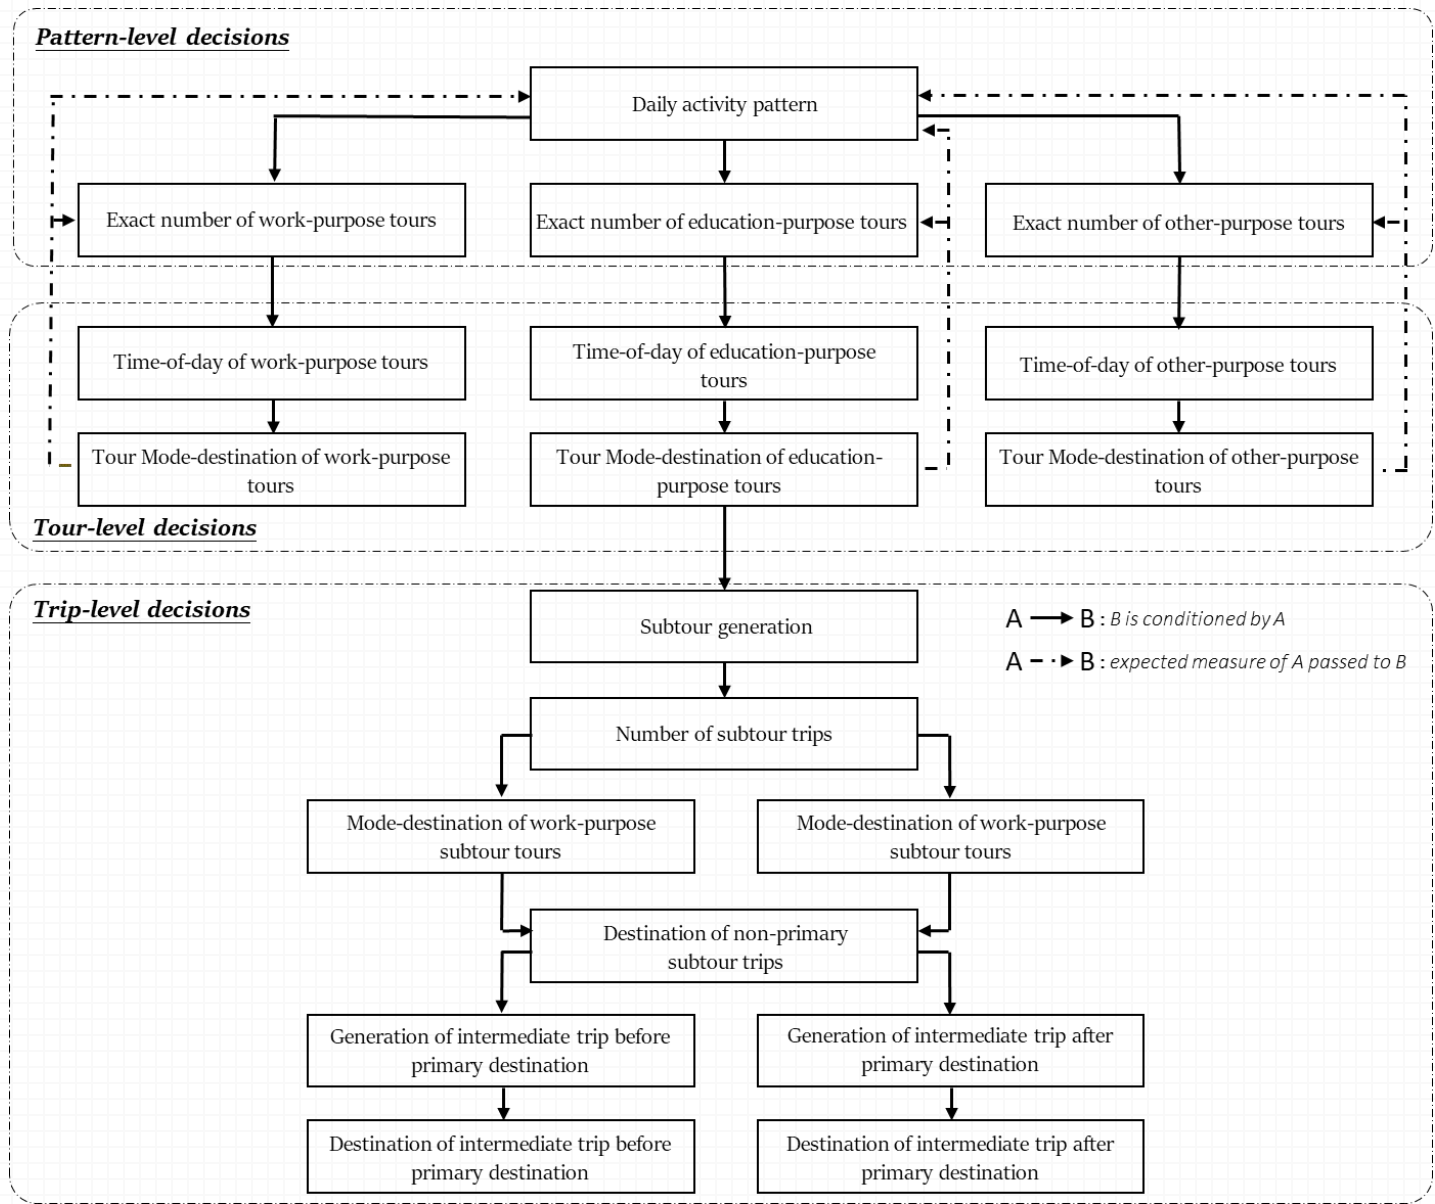 Pattern-level decisions
Daily activity pattern
Exact number of work-purpose tours
Exact number of education-purpose tours
Exact number of other-purpose tours
Time-of-day of work-purpose tours
Time-of-day of education-purpose
tours
Time-of-day of other-purpose tours
Tour Mode-destination of work-purpose
tours
Tour Mode-destination of education-
purpose tours
Tour Mode-destination of other-purpose
tours
Tour-level decisions
Trip-level decisions
Subtour generation
A B : B is conditioned by A
A B : expected measure of A passed to B
Number of subtour trips
Mode-destination of work-purpose
subtour tours
Mode-destination of work-purpose
subtour tours
Destination of non-primary
subtour trips
Generation of intermediate trip before
primary destination
Generation of intermediate trip after
primary destination
Destination of intermediate trip before
primary destination
Destination of intermediate trip after
primary destination